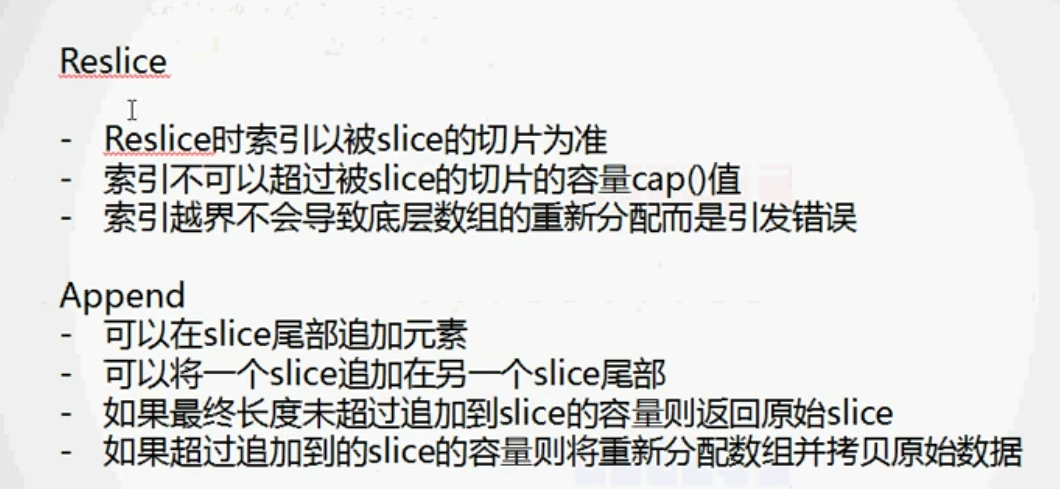 Reslice
- Reslice时索引以被slice的切片为准
- 索引不可以超过被slice的切片的容量cap()值
- 索引越界不会导致底层数组的重新分配而是引发错误
Append
- 可以在slice尾部追加元素
- 可以将一个slice追加在另一个slice尾部
- 如果最终长度未超过追加到slice的容量则返回原始slice
- 如果超过追加到的slice的容量则将重新分配数组并拷贝原始数据